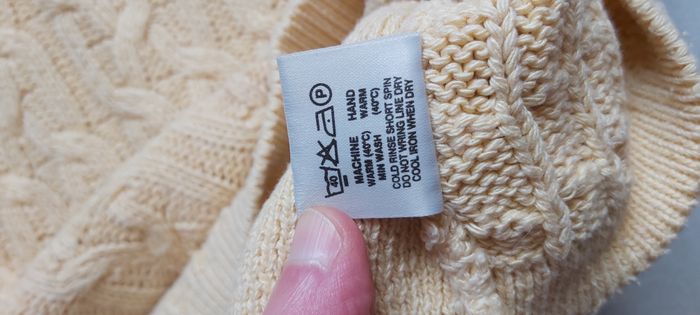 P
40
MACHINE HAND
WARM (40°C) WARM
MIN WASH (40°C)
COLD RINSE SHORT SPIN
DO NOT WRING LINE DRY
COOL IRON WHEN DRY